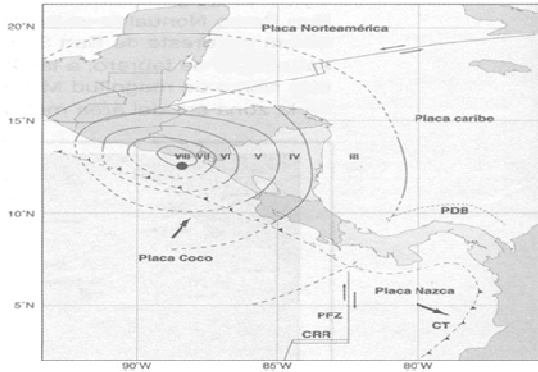 20°N
Placa Norteamérica
15°N
Placa caribe
VIII VII VI V IV III
10°N
PDB
Placa Coco
Placa Nazca
5°N
PFZ
CT
CRR
90°W 85°W 80°W